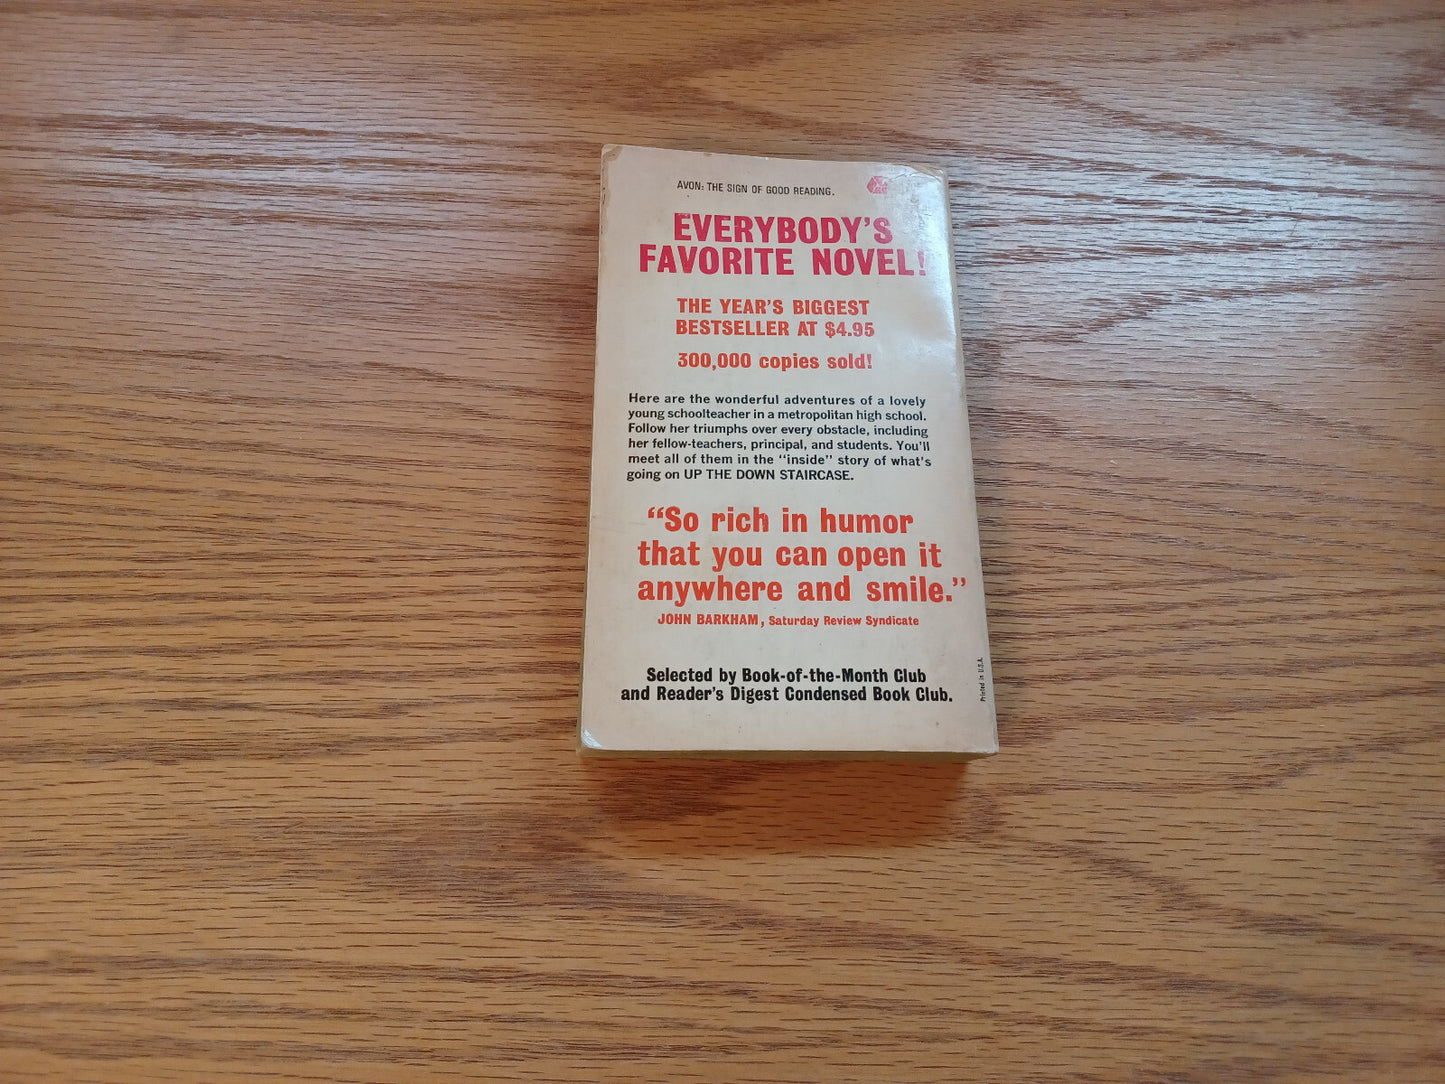 AVON: THE SIGN OF GOOD READING.
EVERYBODY'S
FAVORITE NOVEL!
THE YEAR'S BIGGEST
BESTSELLER AT $4.95
300,000 copies sold!
Here are the wonderful adventures of a lovely
young schoolteacher in a metropolitan high school.
Follow her triumphs over every obstacle, including
her fellow-teachers, principal, and students. You'll
meet all of them in the "inside" story of what's
going on UP THE DOWN STAIRCASE.
"So rich in humor
that you can open it
anywhere and smile."
JOHN BARKHAM, Saturday Review Syndicate
Selected by Book-of-the-Month Club
and Reader's Digest Condensed Book Club.
Printed in U.S.A.